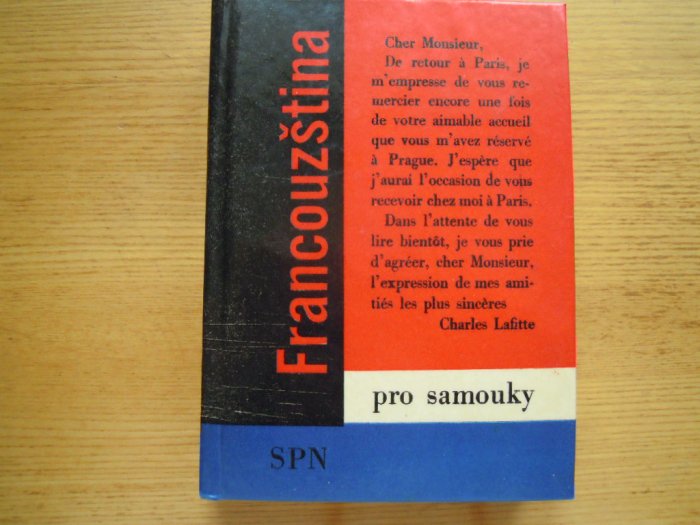 Francouzština
Cher Monsieur,
De retour à Paris, je
m'empresse de vous re-
mercier encore une fois
de votre aimable accueil
que vous m'avez réservé
à Prague. J'espère que
j'aurai l'occasion de vous
recevoir chez moi à Paris.
Dans l'attente de vous
lire bientôt, je vous prie
d'agréer, cher Monsieur,
l'expression de mes ami-
tiés les plus sincères
Charles Lafitte
pro samouky
SPN